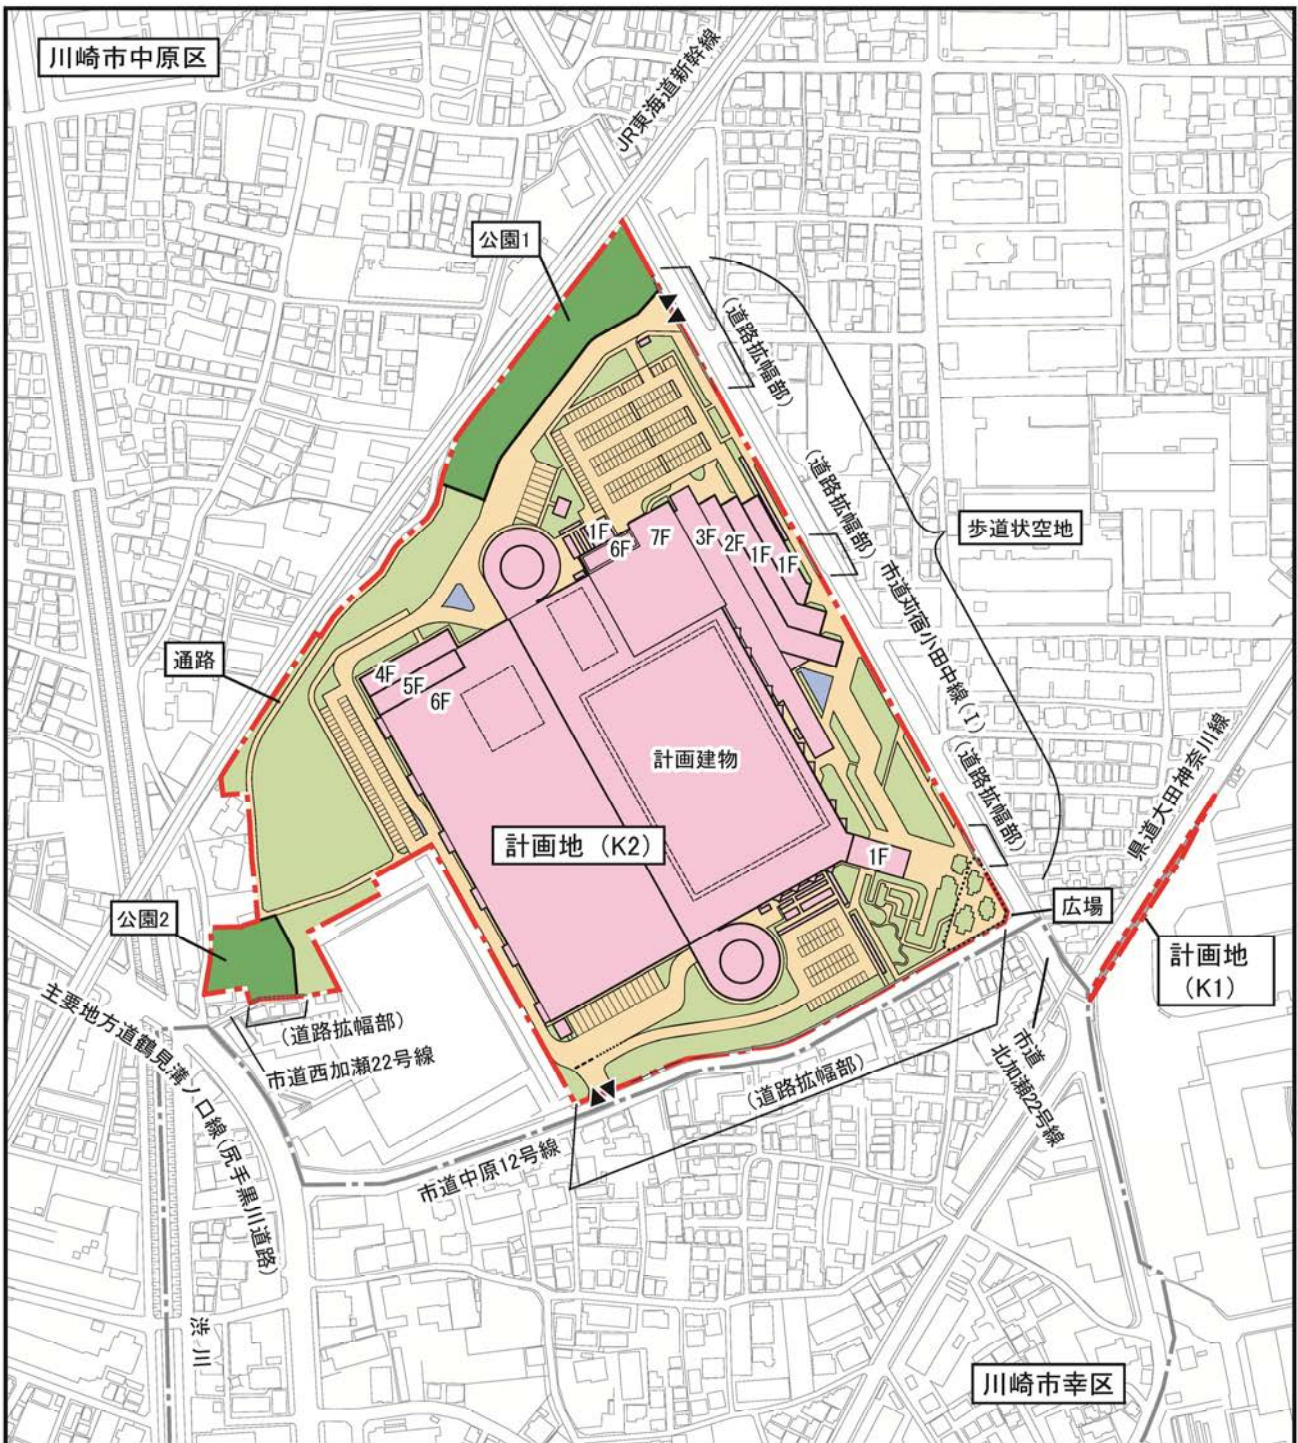 川崎市中原区
JR東海道新幹線
公園1
(道路拡幅部)
(道路拡幅部)
歩道状空地
1F
6F
7F
3F
2F
1F
1F
市道苅宿小田中線(Ⅰ)
通路
4F
5F
6F
計画建物
(道路拡幅部)
県道大田神奈川線
計画地(K2)
1F
公園2
広場
計画地
(K1)
主要地方道鶴見溝ノ口線(尻手黒川道路)
(道路拡幅部)
市道西加瀬22号線
(道路拡幅部)
市道
北加瀬22号線
市道中原12号線
渋川
川崎市幸区